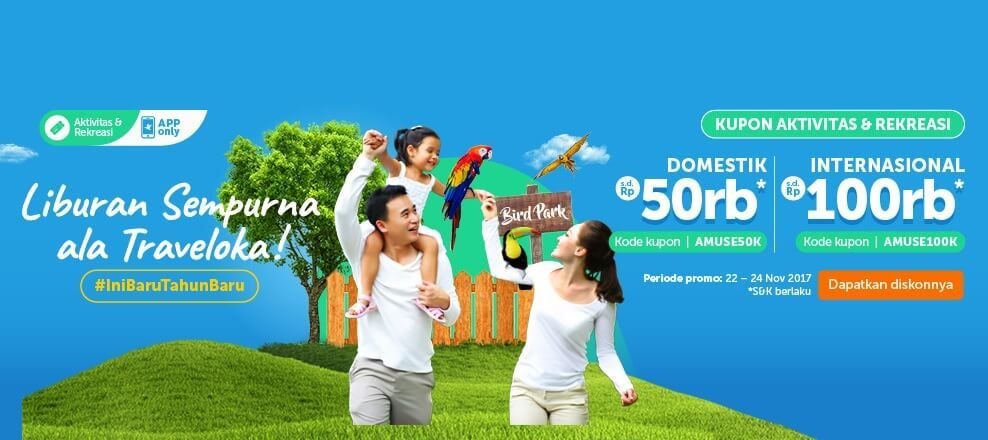 Aktivitas &
Rekreasi
APP
only
Liburan Sempurna
ala Traveloka!
#IniBaruTahunBaru
Bird Park
KUPON AKTIVITAS & REKREASI
DOMESTIK
s.d. Rp 50rb*
Kode kupon | AMUSE50K
INTERNASIONAL
s.d. Rp 100rb*
Kode kupon | AMUSE100K
Periode promo: 22 – 24 Nov 2017
*S&K berlaku
Dapatkan diskonnya